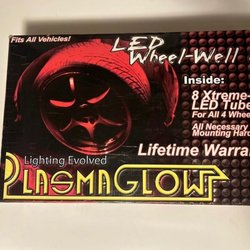 Fits All Vehicles!
LED
Wheel-Well
Inside:
8 Xtreme-
LED Tube
For All 4 Whee
All Necessary
Mounting Hard
Lifetime Warra
Lighting Evolved
PLASMAGLOW